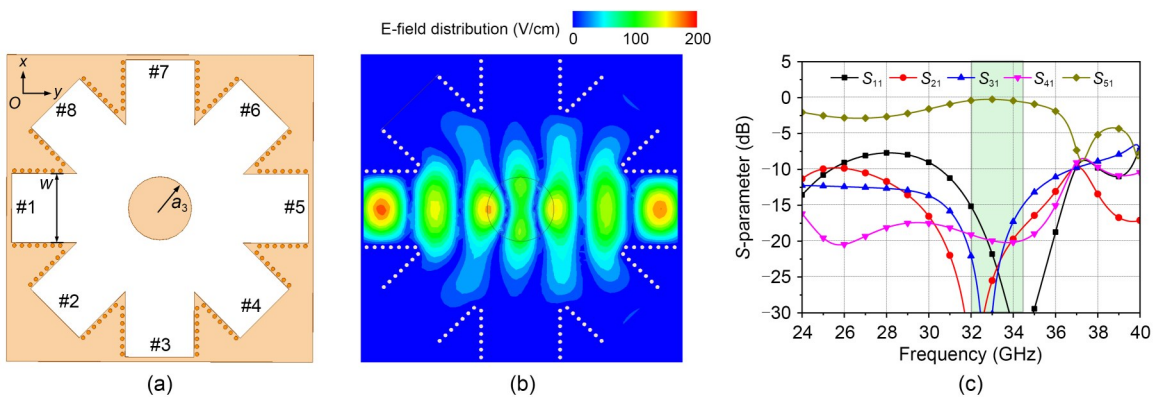 x
O
y
#7
#8
#6
w
#1
#5
a3
#2
#4
#3
(a)
E-field distribution (V/cm)
0
100
200
(b)
S11
S21
S31
S41
S51
5
0
−5
−10
−15
−20
−25
−30
S-parameter (dB)
24 26 28 30 32 34 36 38 40
Frequency (GHz)
(c)